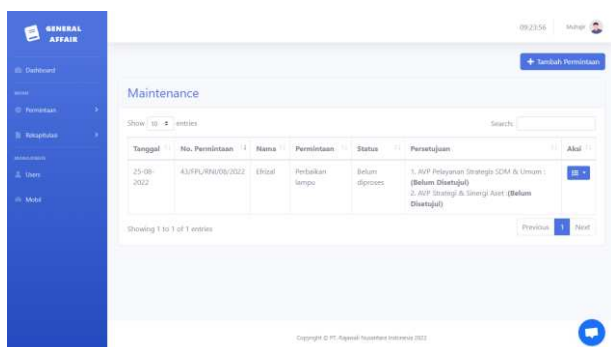 GENERAL
AFFAIR
09:23:56
Dashboard
+ Tambah Permintaan
MENU
Maintenance
Permintaan
Show 10 entries
Search:
Rekapitulasi
Tanggal No. Permintaan Nama Permintaan Status Persetujuan Aksi
MANAJEMEN
Users
Mobil
25-08-
2022
43/FPL/RNI/08/2022
Efrizal
Perbaikan
lampu
Belum
diproses
1. AVP Pelayanan Strategis SDM & Umum :
(Belum Disetujui)
2. AVP Strategi & Sinergi Aset :(Belum
Disetujui)
Showing 1 to 1 of 1 entries
Previous 1 Next
Copyright © PT. Rajawali Nusantara Indonesia 2022